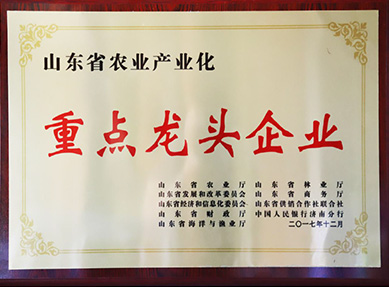 山东省农业产业化
重点龙头企业
山东省农业厅 山东省林业厅
山东省发展和改革委员会 山东省商务厅
山东省经济和信息化委员会 山东省供销合作社联合社
山东省财政厅 中国人民银行济南分行
山东省海洋与渔业厅 二〇一七年十二月